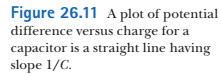 Figure 26.11 A plot of potential
difference versus charge for a
capacitor is a straight line having
slope 1/C.